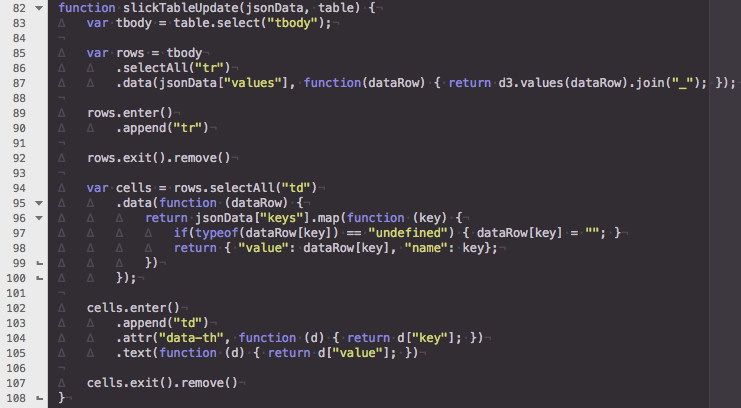 82 function slickTableUpdate(jsonData, table) {
83 var tbody = table.select("tbody");
84
85 var rows = tbody
86 .selectAll("tr")
87 .data(jsonData["values"], function(dataRow) { return d3.values(dataRow).join("_"); });
88
89 rows.enter()
90 .append("tr")
91
92 rows.exit().remove()
93
94 var cells = rows.selectAll("td")
95 .data(function (dataRow) {
96 return jsonData["keys"].map(function (key) {
97 if(typeof(dataRow[key]) == "undefined") { dataRow[key] = ""; }
98 return { "value": dataRow[key], "name": key};
99 })
100 });
101
102 cells.enter()
103 .append("td")
104 .attr("data-th", function (d) { return d["key"]; })
105 .text(function (d) { return d["value"]; })
106
107 cells.exit().remove()
108 }